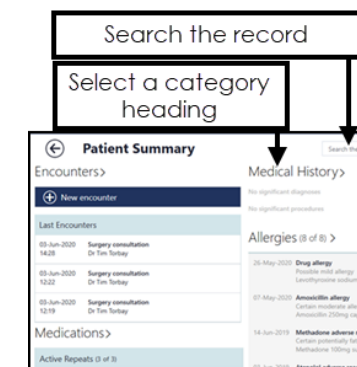 Search the record
Select a category
heading
Patient Summary
Search the
Encounters>
Medical History>
New encounter
No significant diagnoses
No significant procedures
Last Encounters
Allergies (8 of 8) >
03-Jun-2020 Surgery consultation
14:28 Dr Tim Torbay
26-May-2020 Drug allergy
Possible mild allergy
Levothyroxine sodium
03-Jun-2020 Surgery consultation
12:22 Dr Tim Torbay
07-May-2020 Amoxicillin allergy
Certain moderate
Amoxicillin 250mg
03-Jun-2020 Surgery consultation
12:19 Dr Tim Torbay
14-Jun-2019 Methadone adverse
Certain potentially
Methadone 100mg
Medications>
Active Repeats (3 of 3)